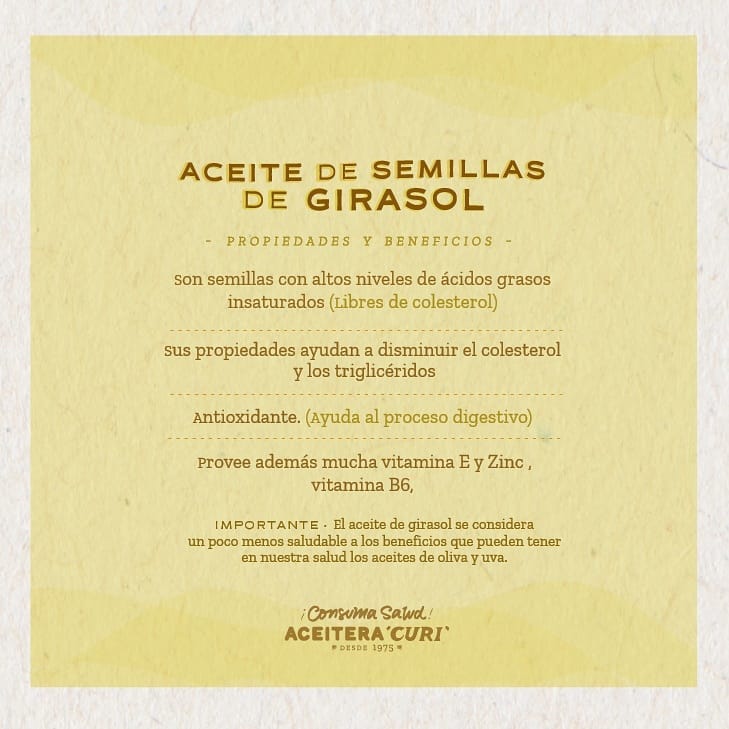 ACEITE DE SEMILLAS
DE GIRASOL
- PROPIEDADES Y BENEFICIOS -
Son semillas con altos niveles de ácidos grasos
insaturados (Libres de colesterol)
Sus propiedades ayudan a disminuir el colesterol
y los triglicéridos
Antioxidante. (Ayuda al proceso digestivo)
Provee además mucha vitamina E y Zinc ,
vitamina B6,
IMPORTANTE · El aceite de girasol se considera
un poco menos saludable a los beneficios que pueden tener
en nuestra salud los aceites de oliva y uva.
¡Consuma Salud!
ACEITERA 'CURI'
DESDE 1975